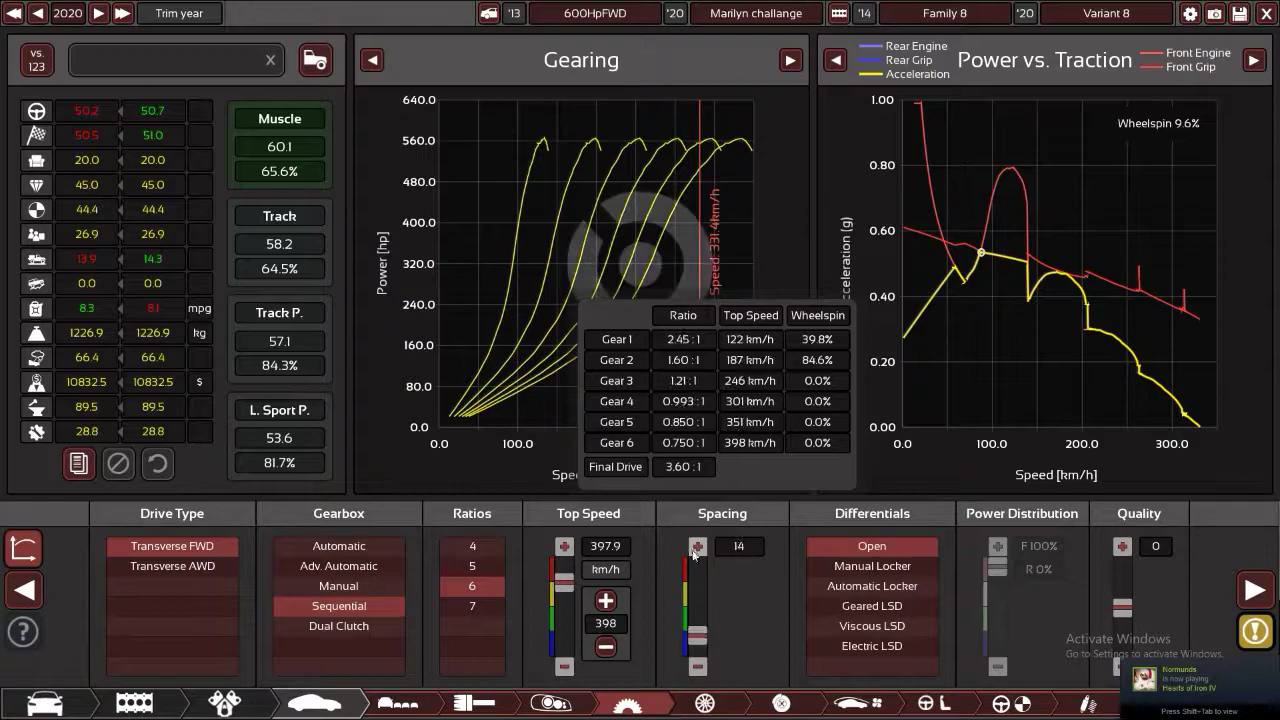 2020 Trim year '13 600HpFWD '20 Marilyn challange '14 Family 8 '20 Variant 8
vs. 123
50.2 50.7
50.5 51.0
20.0 20.0
45.0 45.0
44.4 44.4
26.9 26.9
13.9 14.3
0.0 0.0
8.3 8.1 mpg
1226.9 1226.9 kg
66.4 66.4
10832.5 10832.5 $
89.5 89.5
28.8 28.8
Muscle
60.1
65.6%
Track
58.2
64.5%
Track P.
57.1
84.3%
L. Sport P.
53.6
81.7%
Gearing
640.0
560.0
480.0
400.0
320.0
240.0
160.0
80.0
0.0
Power [hp]
0.0 100.0
Spe
Speed: 331.4km/h
Ratio Top Speed Wheelspin
Gear 1 2.45 : 1 122 km/h 39.8%
Gear 2 1.60 : 1 187 km/h 84.6%
Gear 3 1.21 : 1 246 km/h 0.0%
Gear 4 0.993 : 1 301 km/h 0.0%
Gear 5 0.850 : 1 351 km/h 0.0%
Gear 6 0.750 : 1 398 km/h 0.0%
Final Drive 3.60 : 1
Rear Engine
Rear Grip
Acceleration
Power vs. Traction
Front Engine
Front Grip
Wheelspin 9.6%
1.00
0.80
0.60
0.40
0.20
0.00
cceleration [g]
0.0 100.0 200.0 300.0
Speed [km/h]
Drive Type
Transverse FWD
Transverse AWD
Gearbox
Automatic
Adv. Automatic
Manual
Sequential
Dual Clutch
Ratios
4
5
6
7
Top Speed
397.9
km/h
398
Spacing
14
Differentials
Open
Manual Locker
Automatic Locker
Geared LSD
Viscous LSD
Electric LSD
Power Distribution
F 100%
R 0%
Quality
0
Activate Windows
Go to Settings to activate Windows.
Normunds
is now playing
Hearts of Iron IV
Press Shift+Tab to view